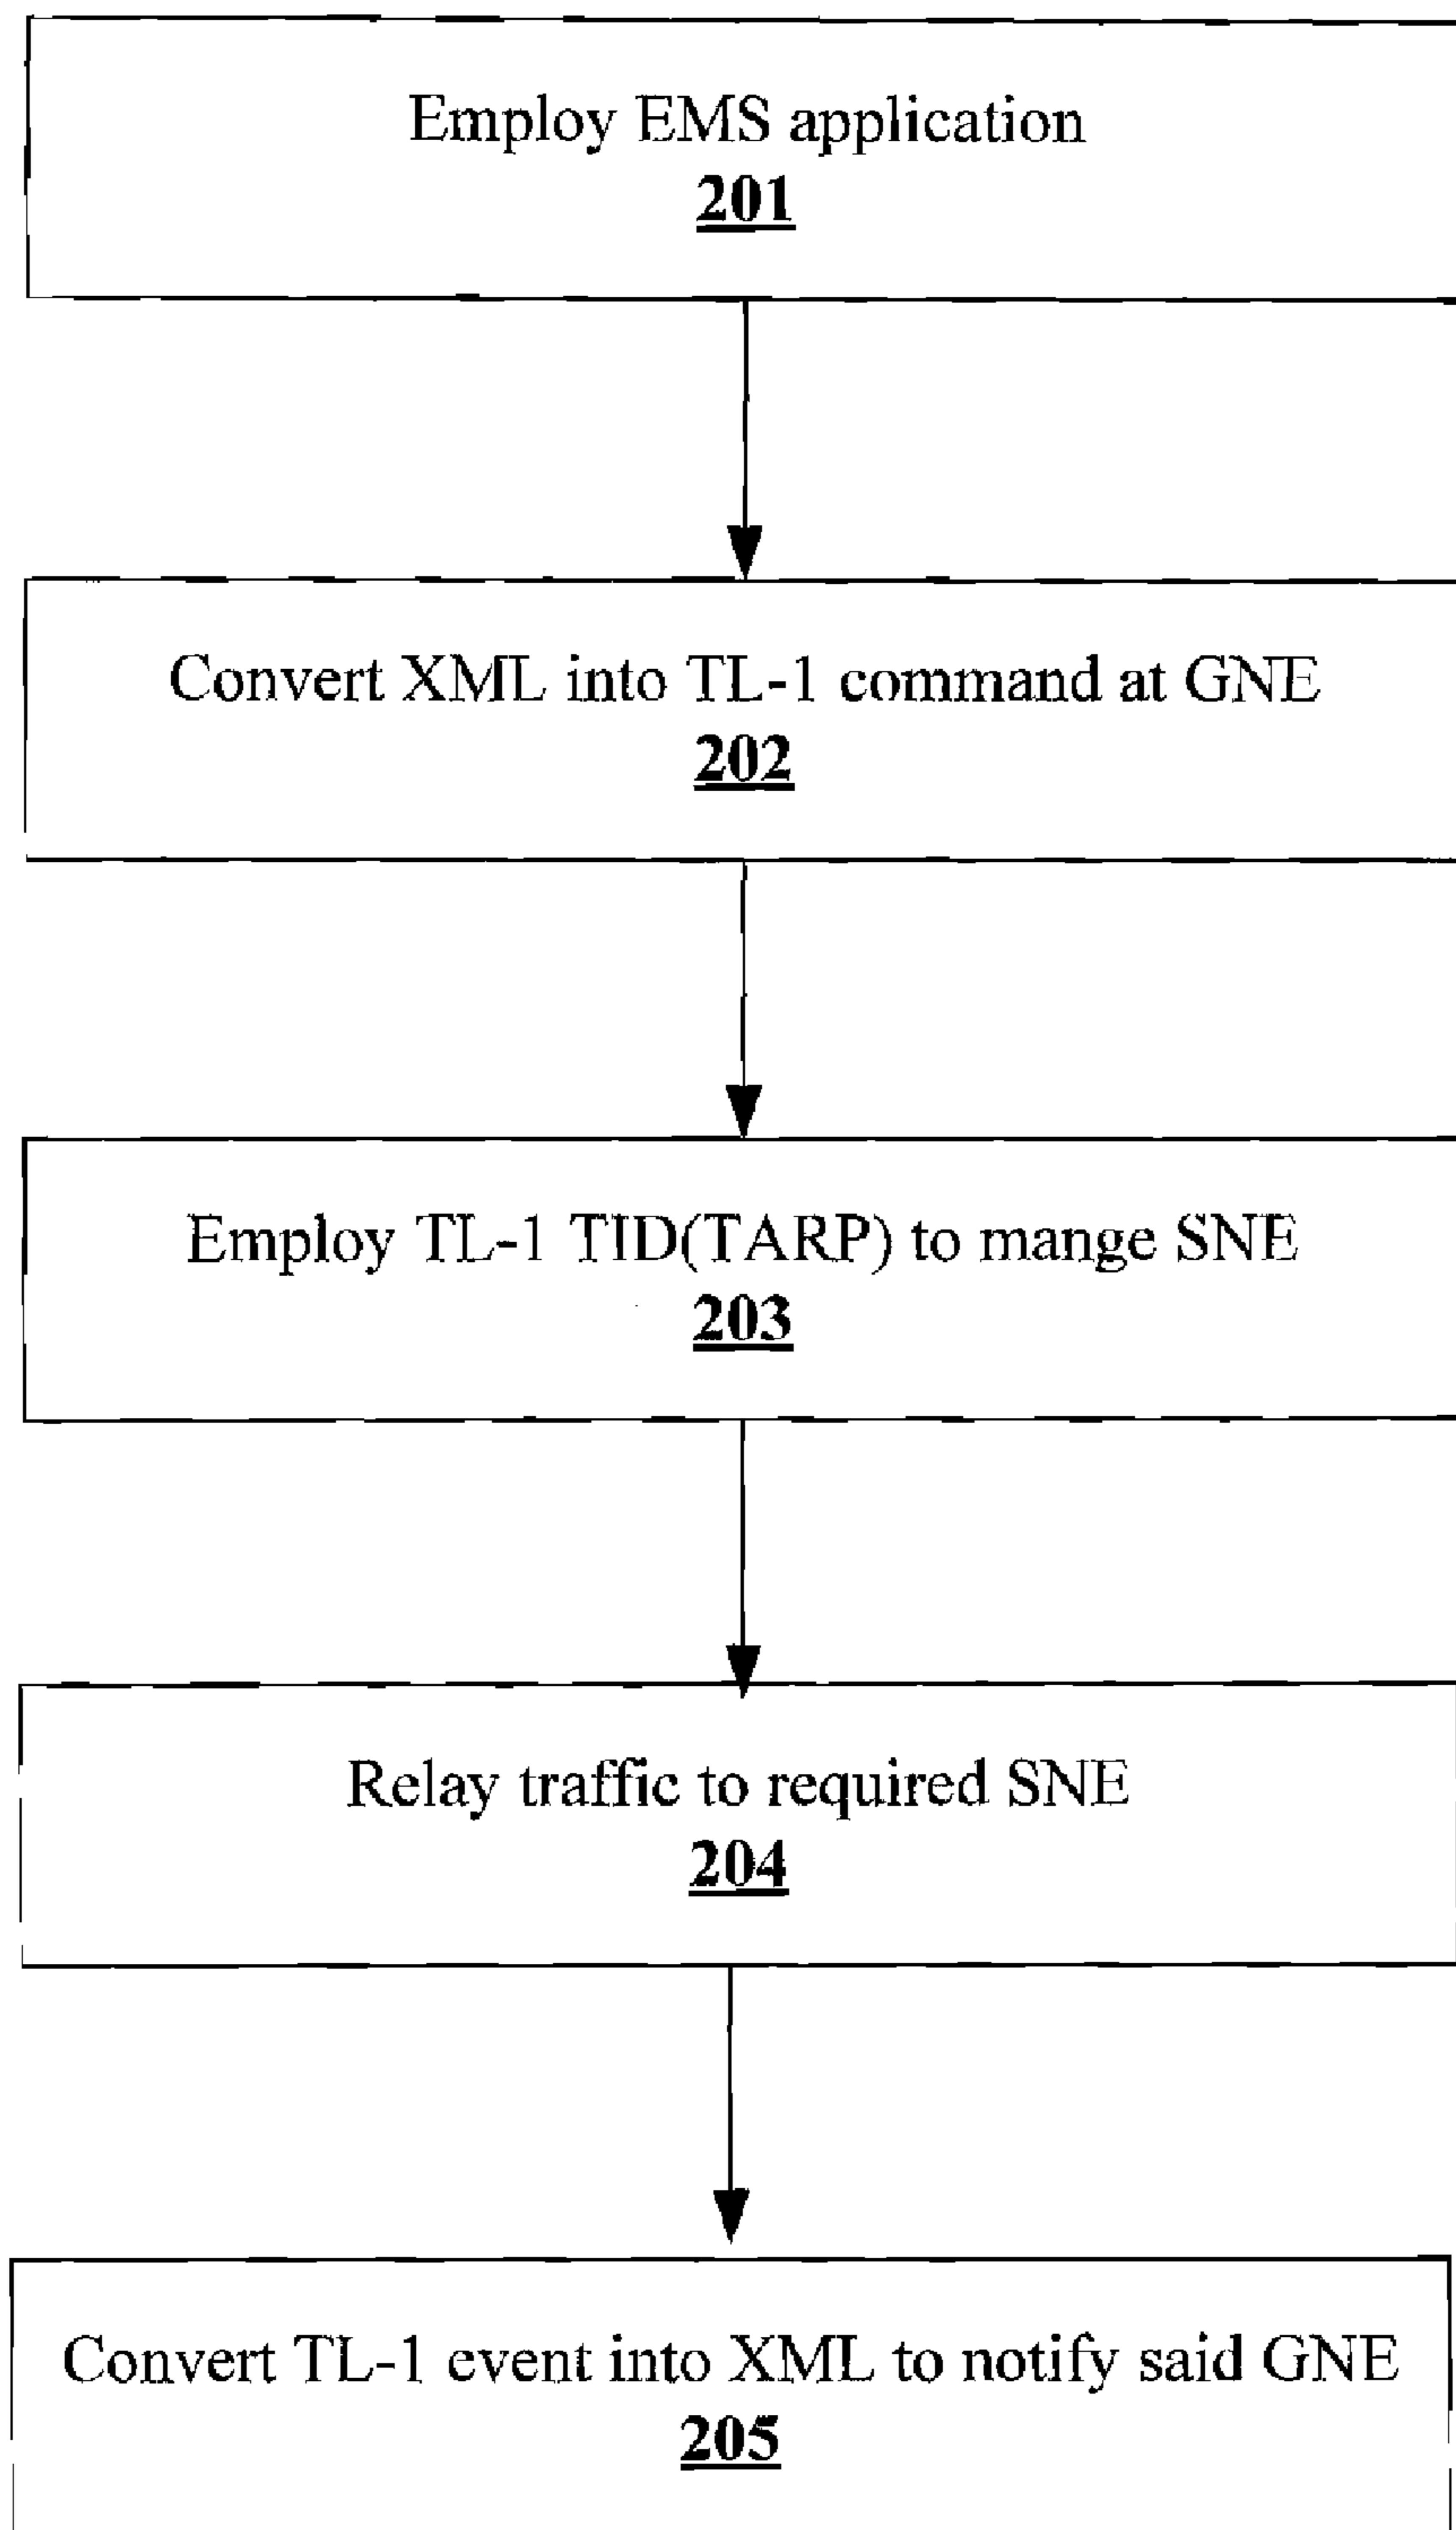 Employ EMS application
201
Convert XML into TL-1 command at GNE
202
Employ TL-1 TID(TARP) to mange SNE
203
Relay traffic to required SNE
204
Convert TL-1 event into XML to notify said GNE
205